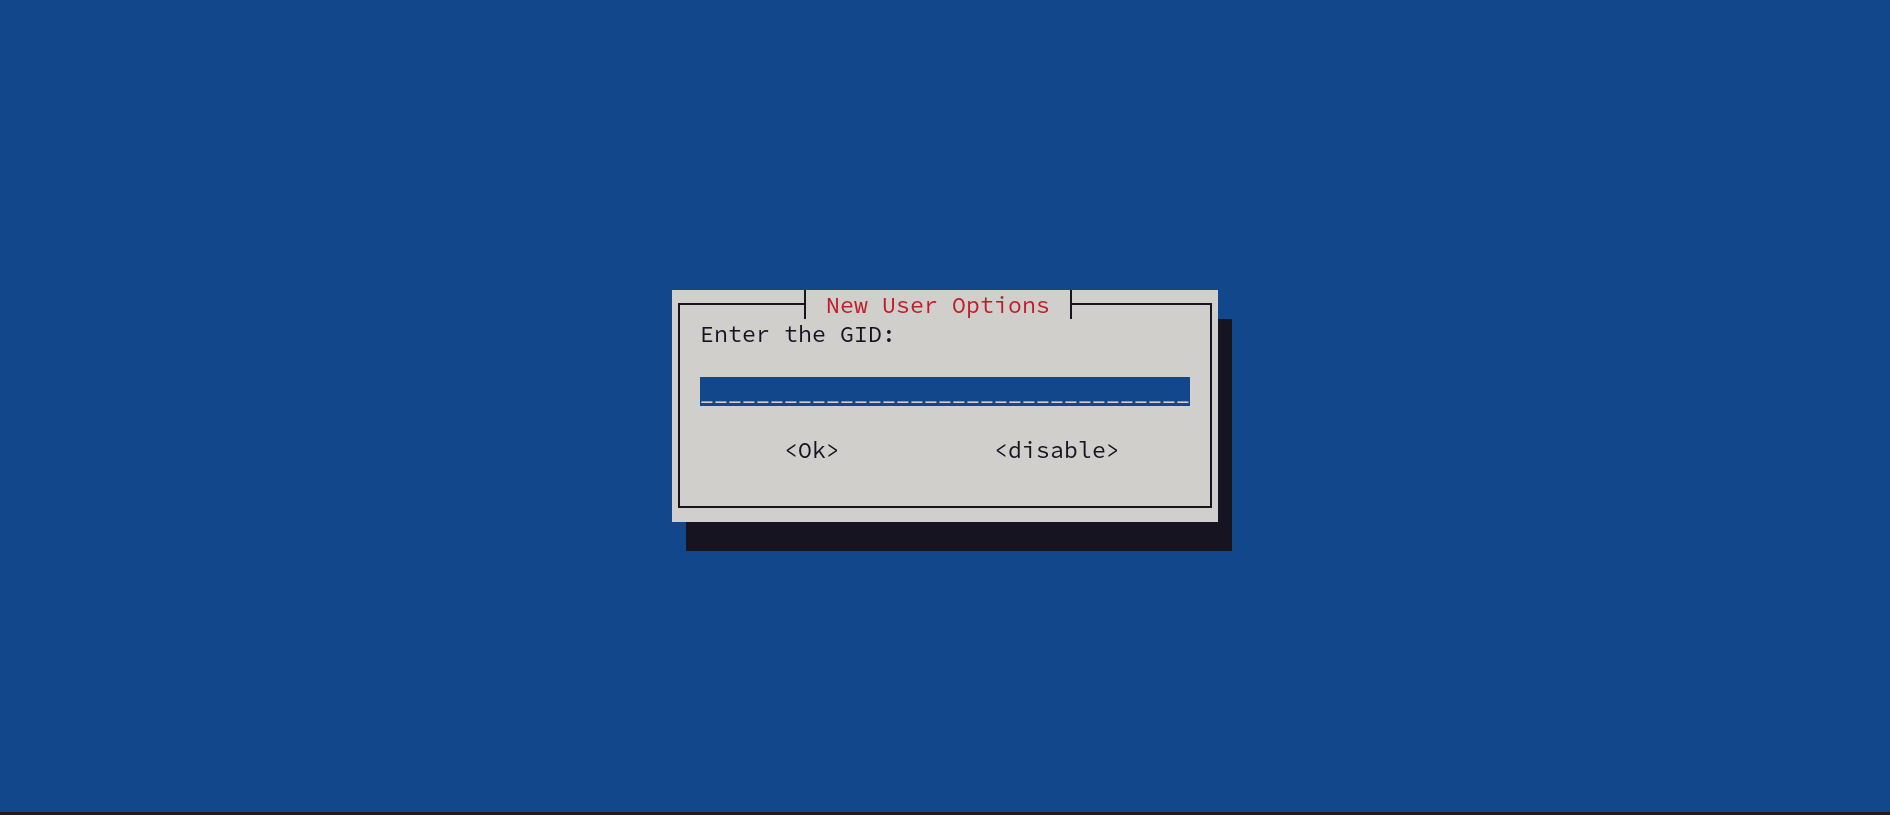 New User Options
Enter the GID:
<Ok> <disable>